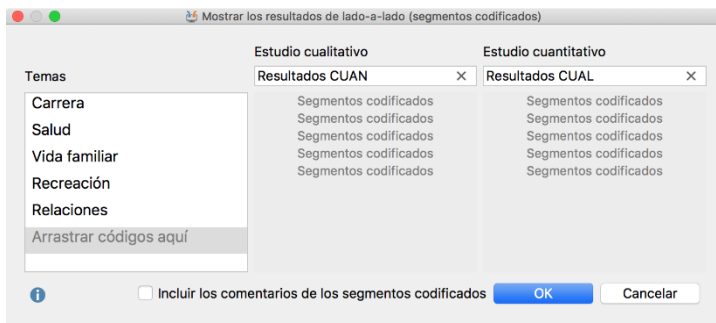 Mostrar los resultados de lado-a-lado (segmentos codificados)
Estudio cualitativo Estudio cuantitativo
Temas Resultados CUAN × Resultados CUAL ×
Carrera Segmentos codificados Segmentos codificados
Segmentos codificados Segmentos codificados
Salud Segmentos codificados Segmentos codificados
Vida familiar Segmentos codificados Segmentos codificados
Segmentos codificados Segmentos codificados
Recreación
Relaciones
Arrastrar códigos aquí
Incluir los comentarios de los segmentos codificados OK Cancelar